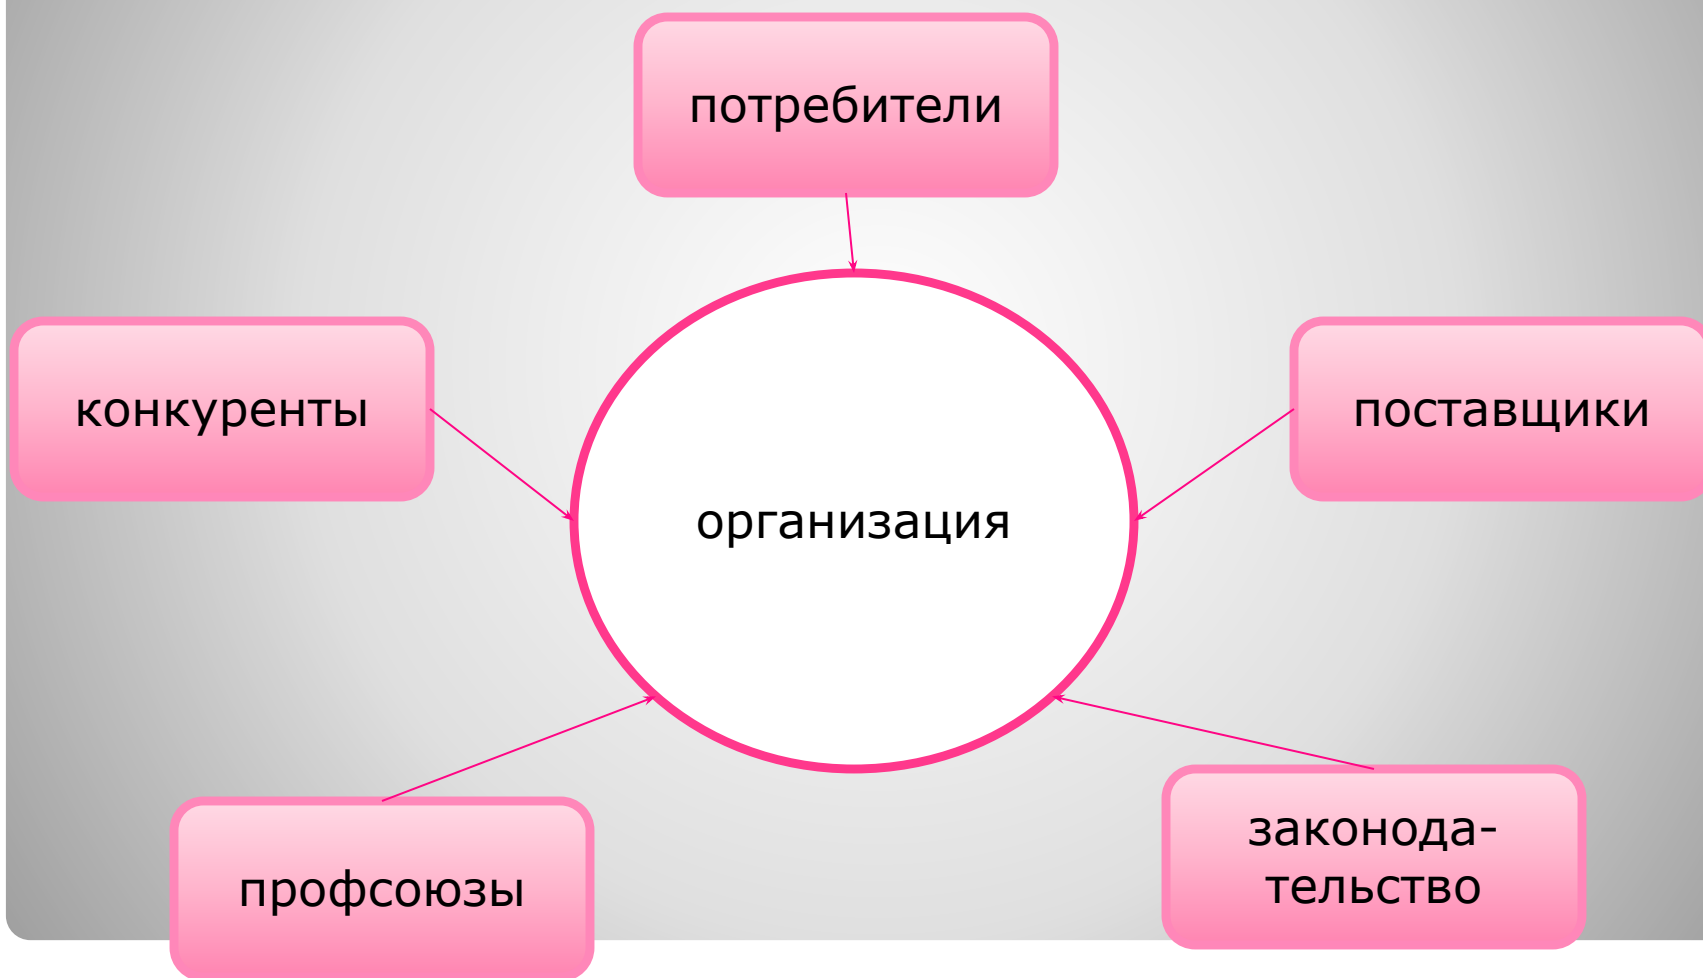 потребители
конкуренты
поставщики
организация
профсоюзы
законода-
тельство